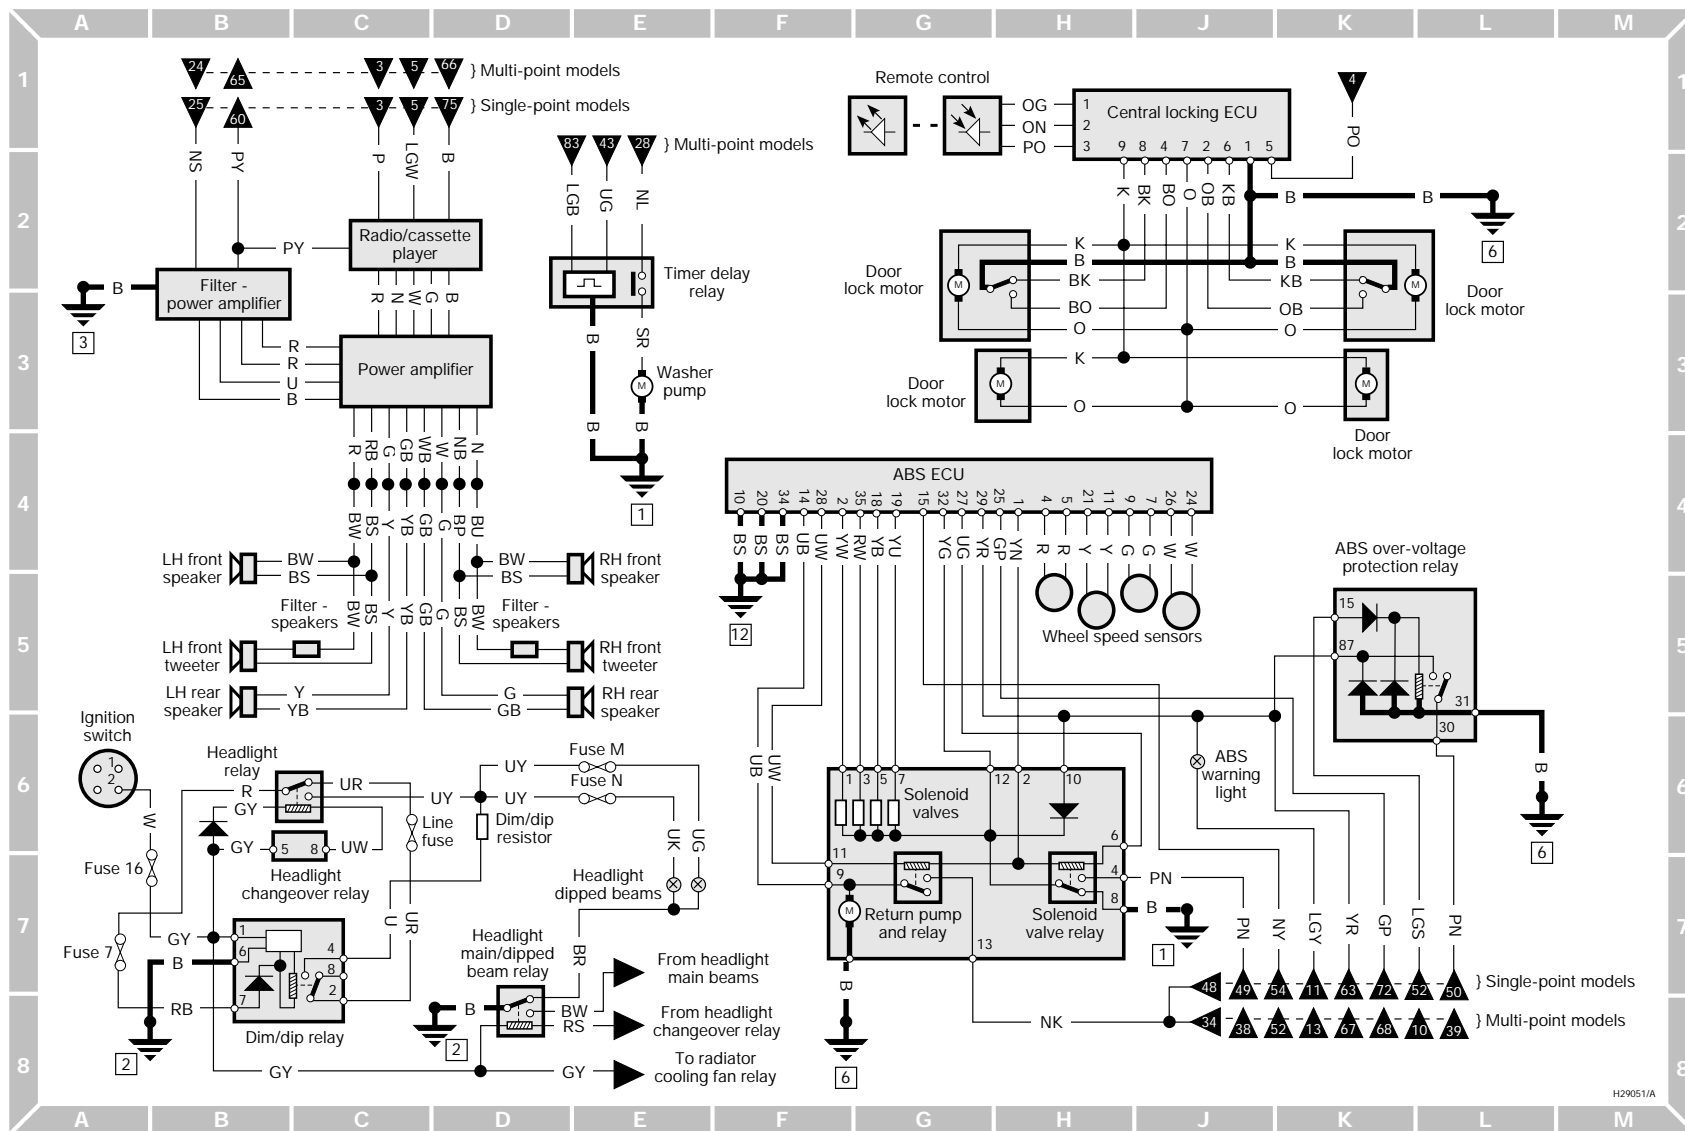 A B C D E F G H J K L M
1
24 65 3 5 66 } Multi-point models
25 60 3 5 75 } Single-point models
NS PY P LGW B
83 43 28 } Multi-point models
LGB UG NL
Remote control
OG 1
ON 2
PO 3
Central locking ECU
9 8 4 7 2 6 1 5
K BK BO O OB KB
4
PO
1
2
B B
6
2
PY
Radio/cassette
player
B
3
Filter -
power amplifier
R N W G B
Timer delay
relay
Door
lock motor
M
K K
B B
BK KB
BO OB
O O
M
Door
lock motor
3
R
R
U
B
Power amplifier
B SR
M
Washer
pump
B B
1
Door
lock motor
M
K
O O
M
Door
lock motor
3
4
R RB G GB WB W NB N
BW BS Y YB GB G BP BU
ABS ECU
10 20 34 14 28 2 35 18 19 15 32 27 29 25 1 4 5 21 11 9 7 26 24
BS BS BS UB UW YW RW YB YU YG UG YR GP YN R R Y Y G G W W
12
Wheel speed sensors
4
LH front
speaker
BW
BS
BW
BS
RH front
speaker
Filter -
speakers
BW BS Y YB GB G BS BW
Filter -
speakers
5
LH front
tweeter
RH front
tweeter
LH rear
speaker
Y
YB
G
GB
RH rear
speaker
ABS over-voltage
protection relay
15
87
31
30
B
6
5
Ignition
switch
1
2
W
Headlight
relay
R
GY
UR
UY
UY
UY
Fuse M
Fuse N
Dim/dip
resistor
Line
fuse
GY 5 8 UW
Headlight
changeover relay
Fuse 16
UK UG
Headlight
dipped beams
6
UB UW
1 3 5 7 12 2 10
Solenoid
valves
6
11
9
4
8
M
Return pump
and relay
Solenoid
valve relay
13
PN
B
1
ABS
warning
light
6
7
Fuse 7
GY
B
RB
1
6
7
4
8
2
Dim/dip relay
2
U UR
Headlight
main/dipped
beam relay
BR
B
2
BW
RS
From headlight
main beams
From headlight
changeover relay
To radiator
cooling fan relay
GY GY
B
6
NK
PN NY LGY YR GP LGS PN
48 49 54 11 63 72 52 50 } Single-point models
34 38 52 13 67 68 10 39 } Multi-point models
7
8
8
H29051/A
A B C D E F G H J K L M